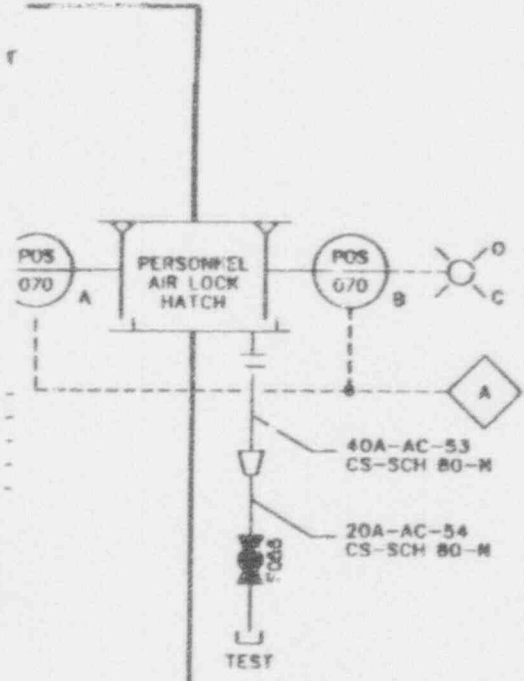 POS
070
A
PERSONNEL
AIR LOCK
HATCH
POS
070
B
O
C
A
40A-AC-53
CS-SCH 80-M
20A-AC-54
CS-SCH 80-M
TEST